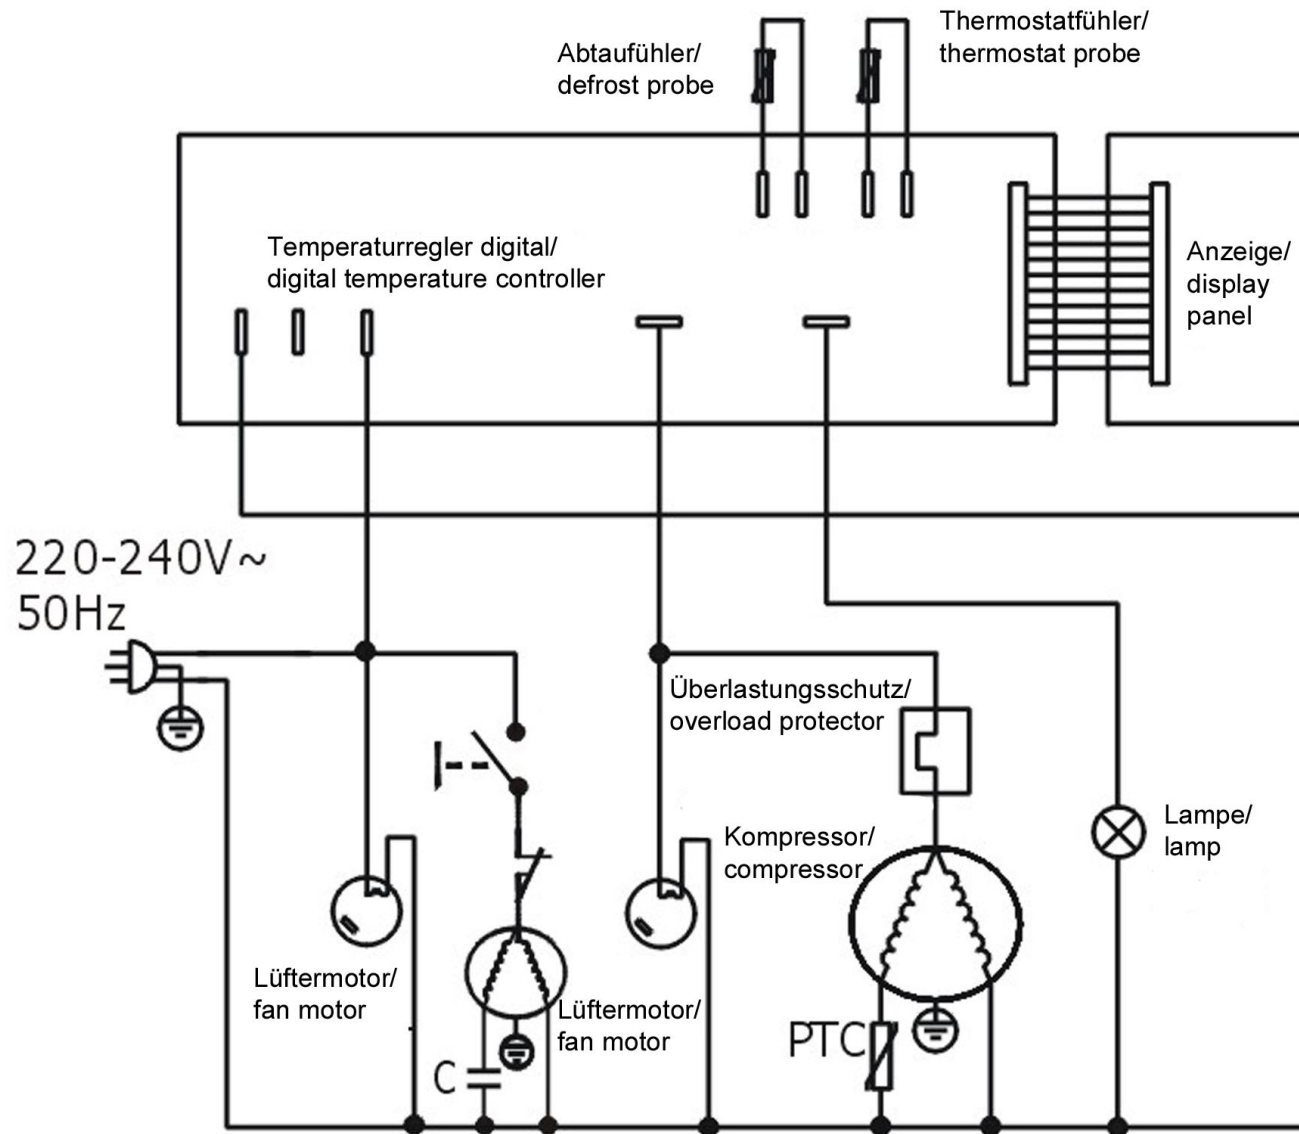 Abtaufühler/
defrost probe
Thermostatfühler/
thermostat probe
Temperaturregler digital/
digital temperature controller
Anzeige/
display
panel
220-240V~
50Hz
Überlastungsschutz/
overload protector
Kompressor/
compressor
Lampe/
lamp
Lüftermotor/
fan motor
Lüftermotor/
fan motor
C
PTC